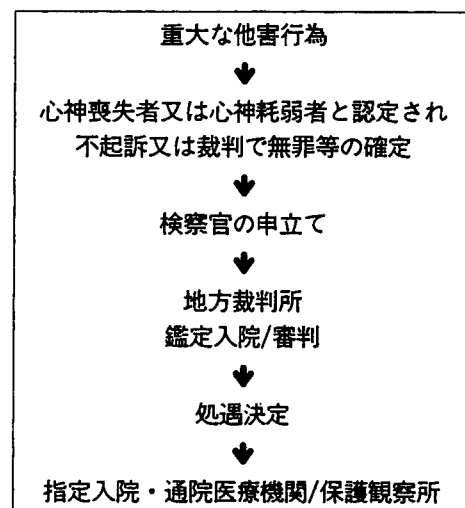 重大な他害行為
心神喪失者又は心神耗弱者と認定され
不起訴又は裁判で無罪等の確定
検察官の申立て
地方裁判所
鑑定入院/審判
処遇決定
指定入院・通院医療機関/保護観察所